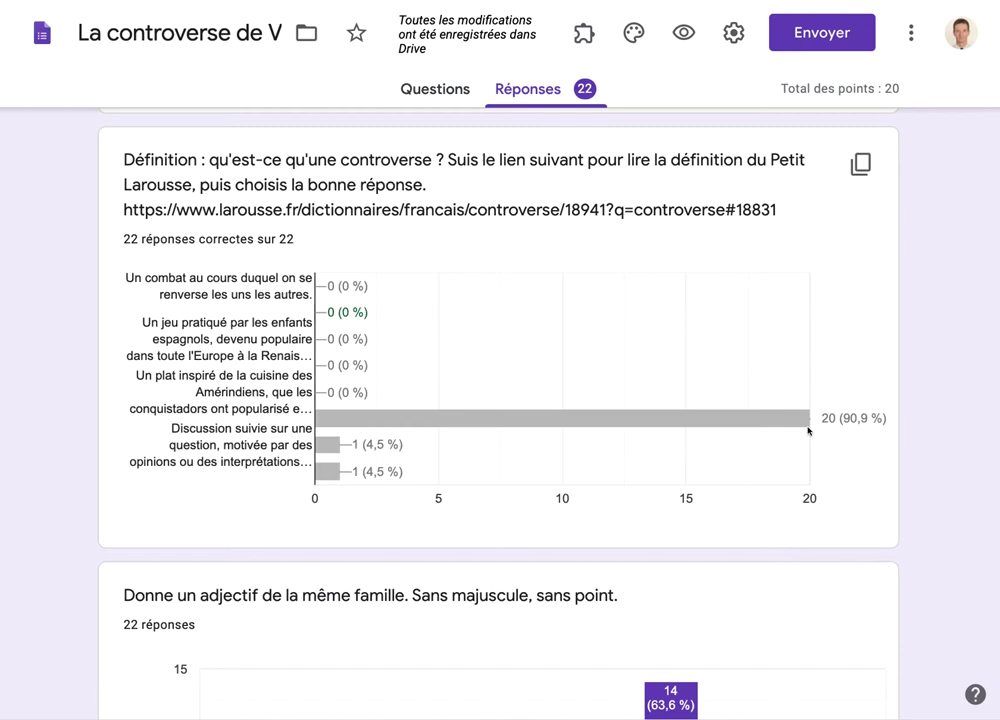 La controverse de V
Toutes les modifications
ont été enregistrées dans
Drive
Envoyer
Questions
Réponses 22
Total des points : 20
Définition : qu'est-ce qu'une controverse ? Suis le lien suivant pour lire la définition du Petit
Larousse, puis choisis la bonne réponse.
https://www.larousse.fr/dictionnaires/francais/controverse/18941?q=controverse#18831
22 réponses correctes sur 22
Un combat au cours duquel on se
renverse les uns les autres.
Un jeu pratiqué par les enfants
espagnols, devenu populaire
dans toute l'Europe à la Renais…
Un plat inspiré de la cuisine des
Amérindiens, que les
conquistadors ont popularisé e…
Discussion suivie sur une
question, motivée par des
opinions ou des interprétations…
0 (0 %)
0 (0 %)
0 (0 %)
0 (0 %)
0 (0 %)
20 (90,9 %)
1 (4,5 %)
1 (4,5 %)
0 5 10 15 20
Donne un adjectif de la même famille. Sans majuscule, sans point.
22 réponses
15
14
(63,6 %)
?